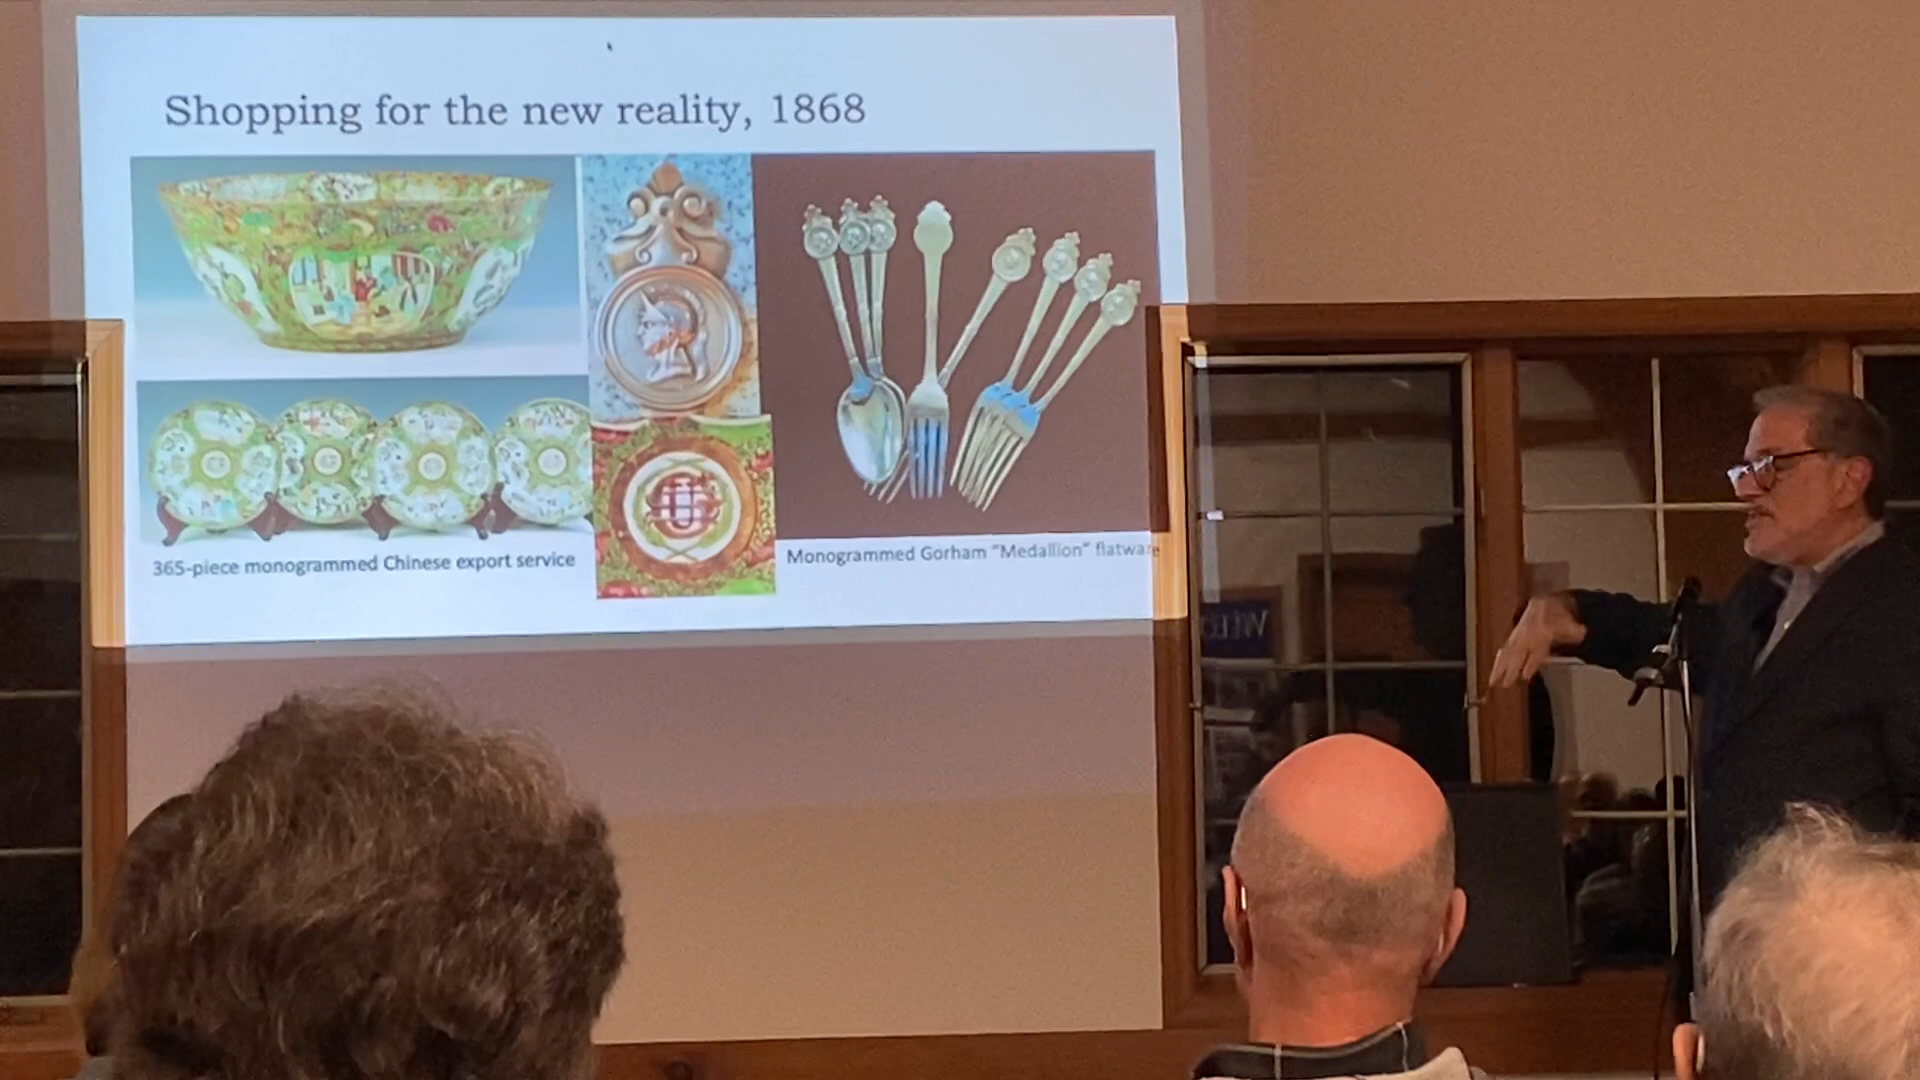 Shopping for the new reality, 1868
365-piece monogrammed Chinese export service
Monogrammed Gorham "Medallion" flatware